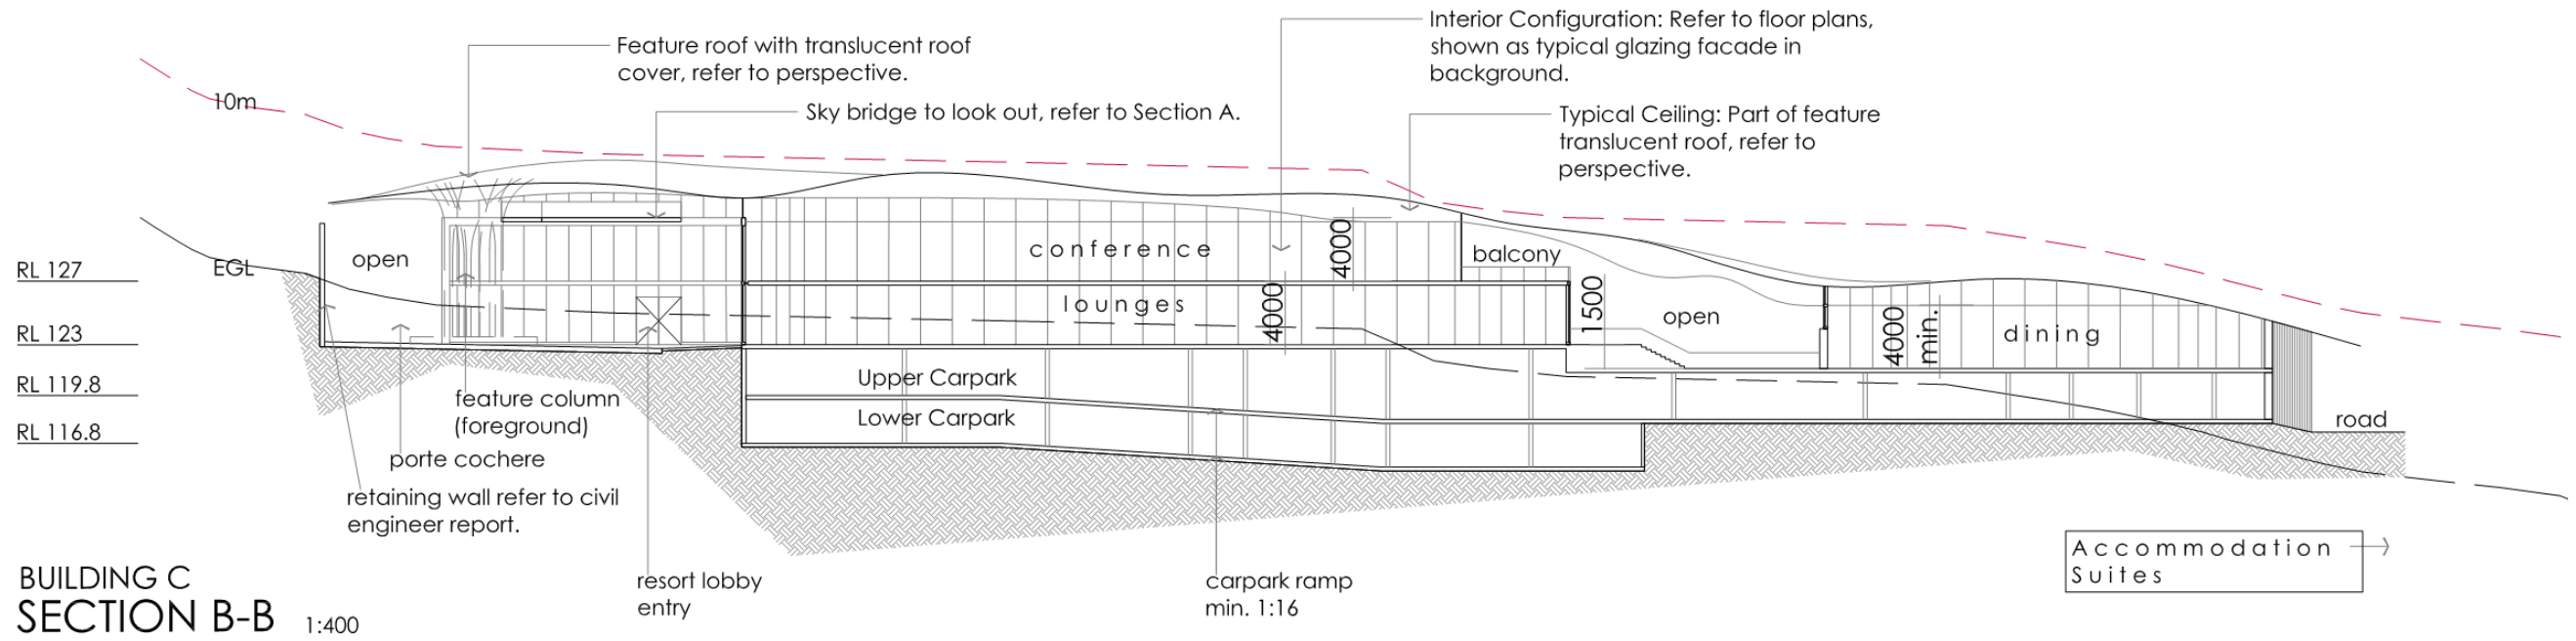 Interior Configuration: Refer to floor plans,
shown as typical glazing facade in
background.
Feature roof with translucent roof
cover, refer to perspective.
10m
Sky bridge to look out, refer to Section A.
Typical Ceiling: Part of feature
translucent roof, refer to
perspective.
RL 127
EGL
open
conference
4000
balcony
lounges
4000
1500
open
4000
min.
dining
RL 123
RL 119.8
RL 116.8
Upper Carpark
Lower Carpark
feature column
(foreground)
porte cochere
retaining wall refer to civil
engineer report.
road
resort lobby
entry
carpark ramp
min. 1:16
Accommodation
Suites
BUILDING C
SECTION B-B 1:400